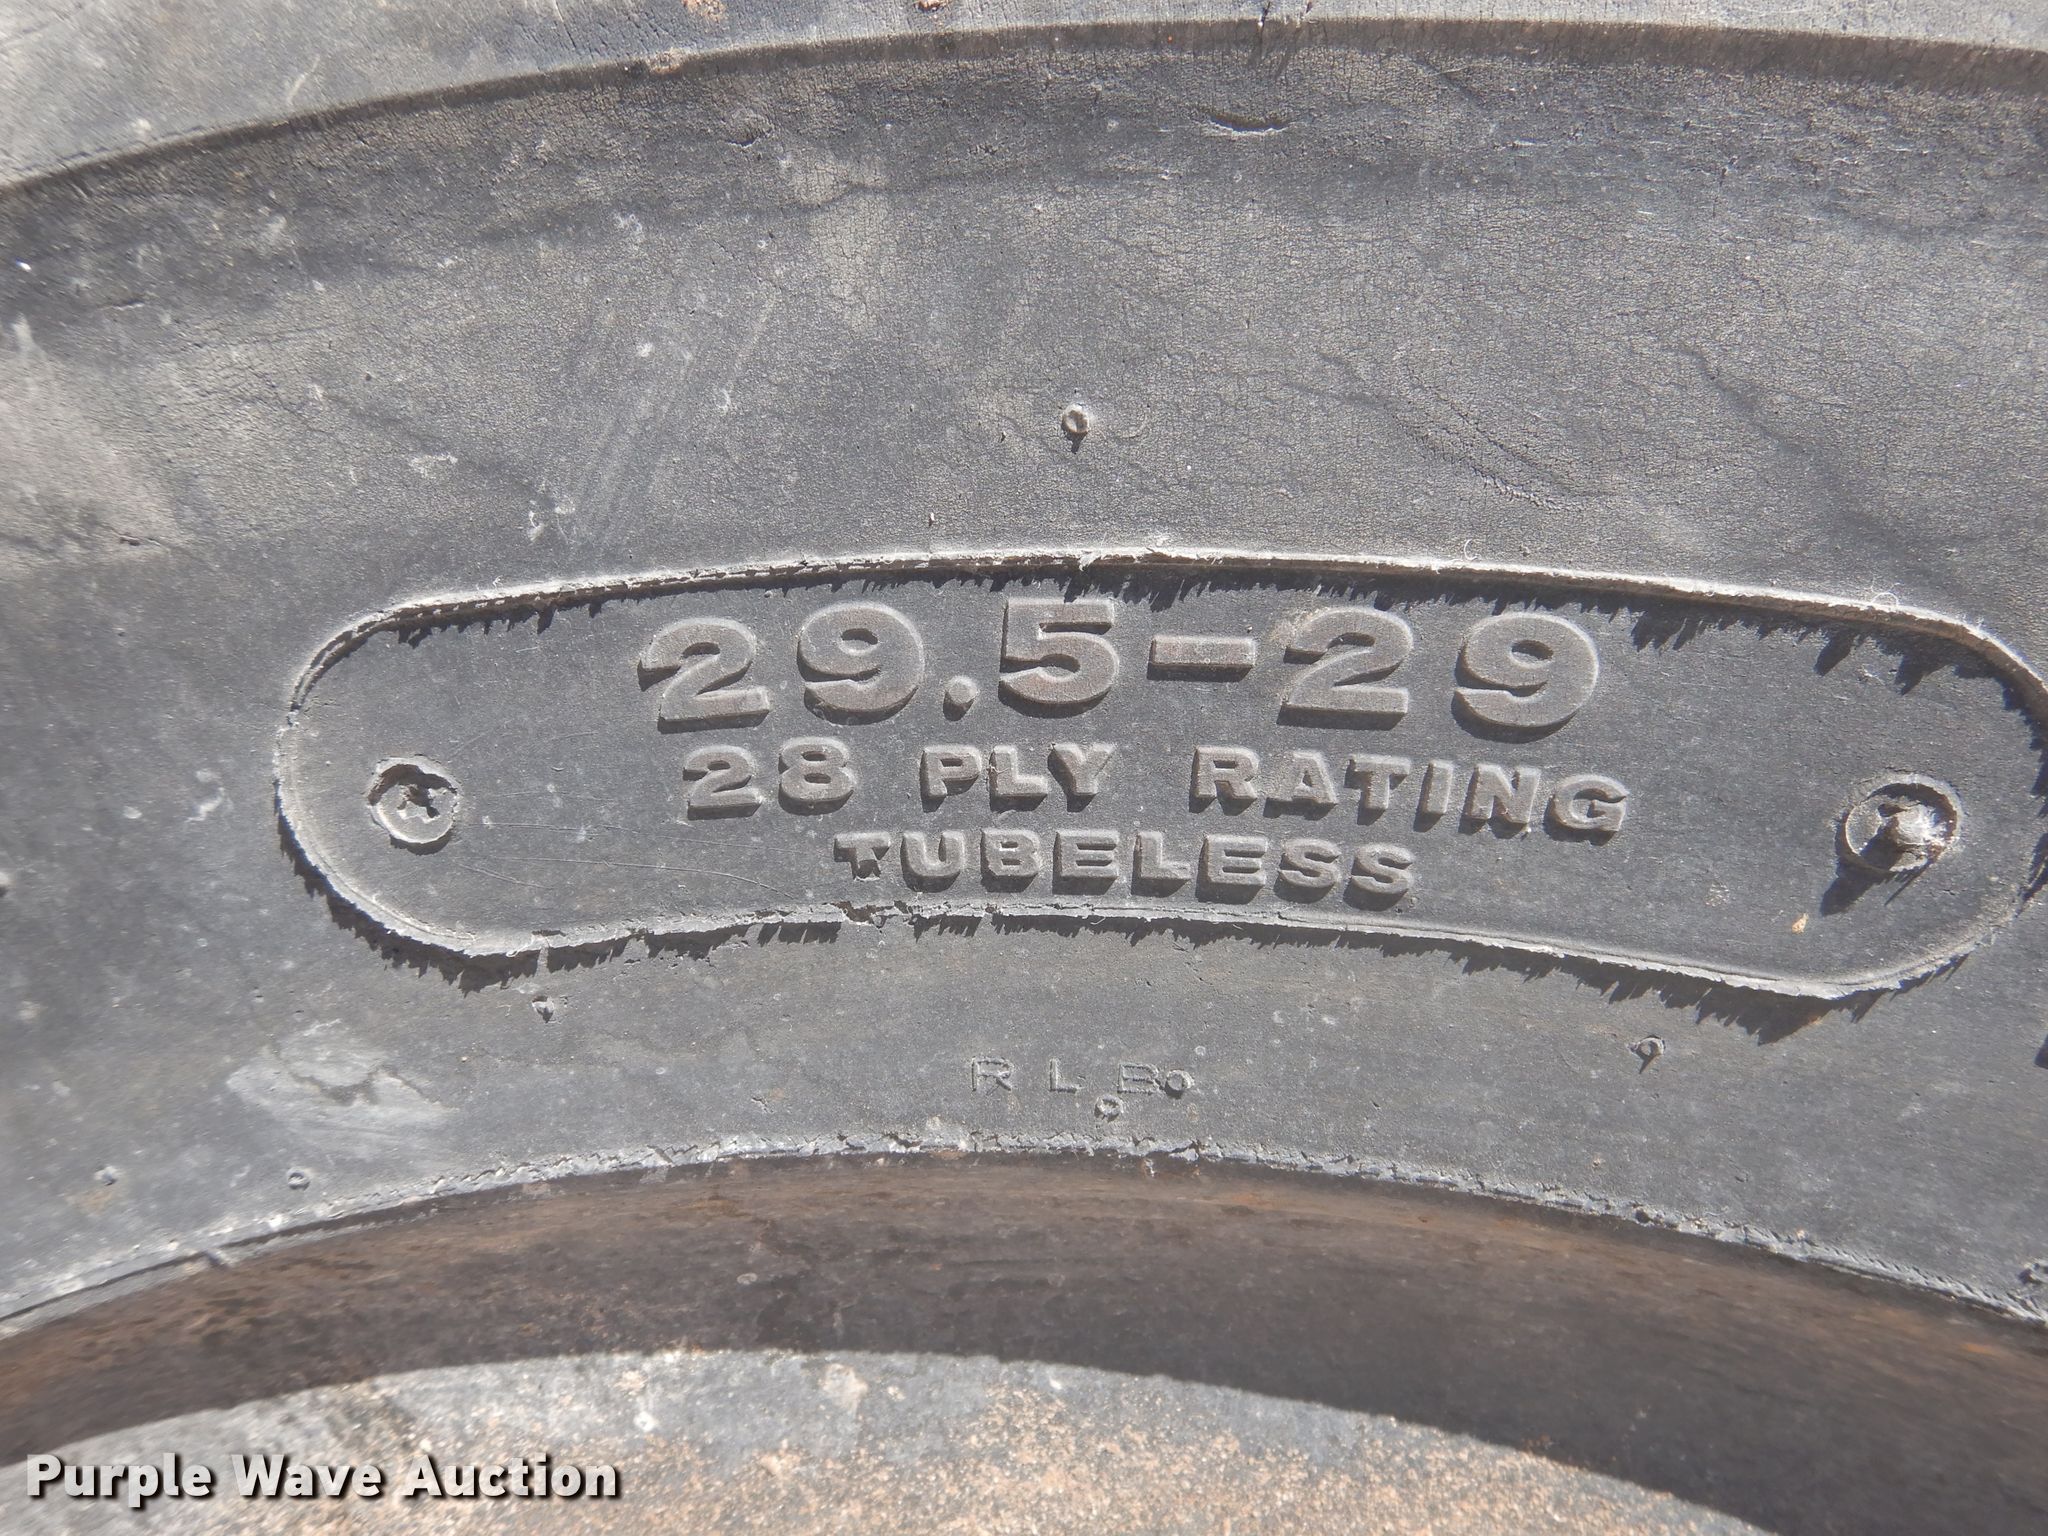 29.5-29
28 PLY RATING
TUBELESS
R L B
Purple Wave Auction